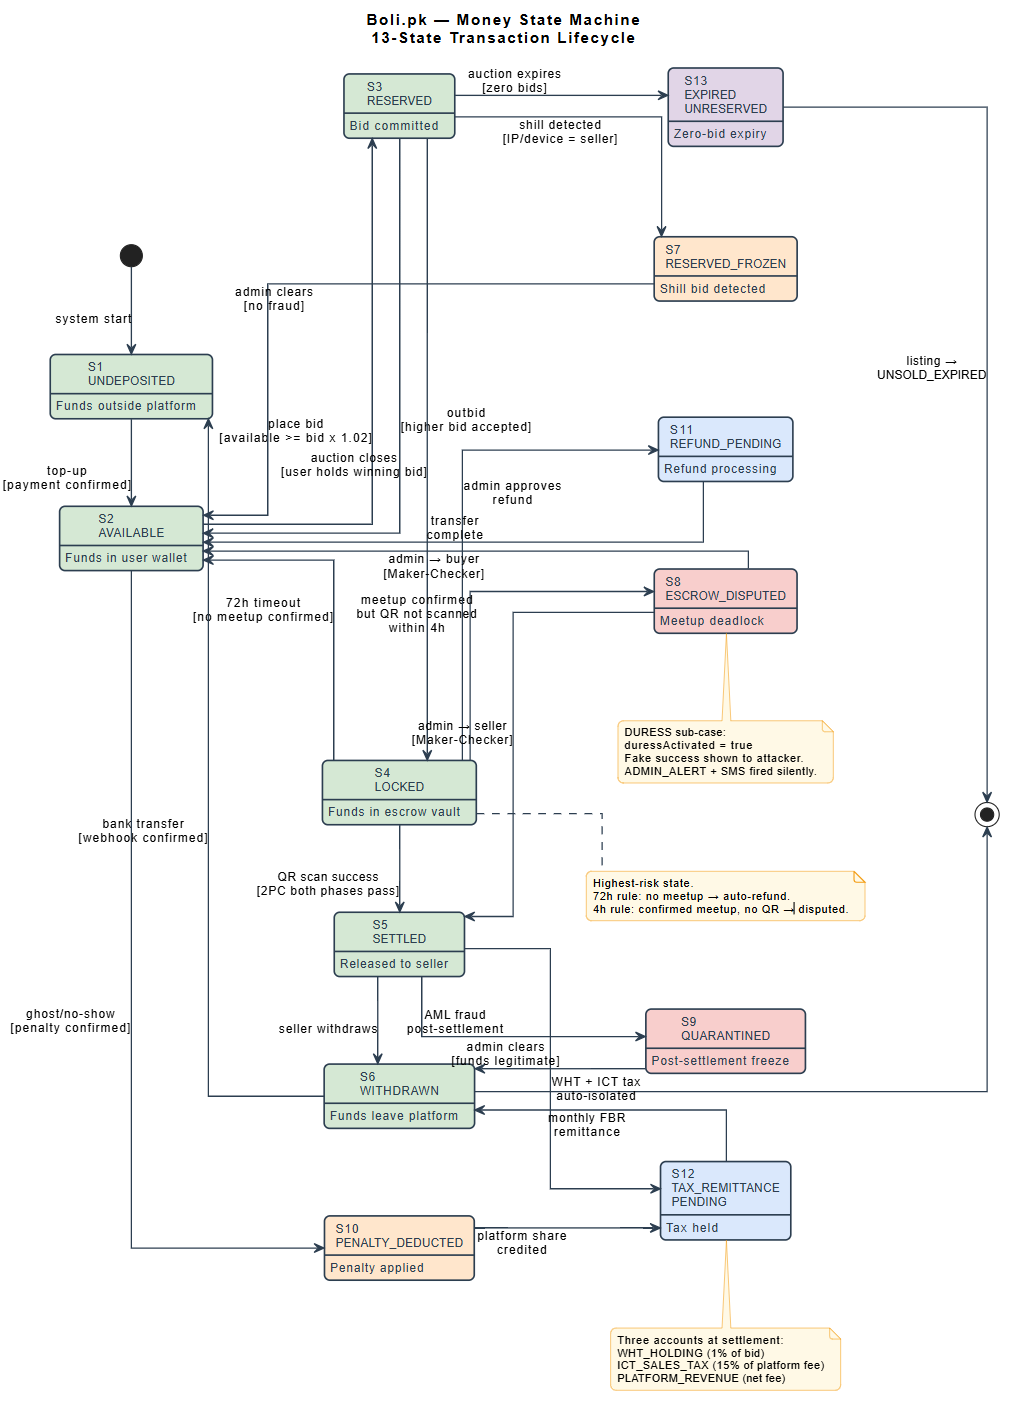 Boli.pk — Money State Machine
13-State Transaction Lifecycle
S3
RESERVED
Bid committed
auction expires
[zero bids]
S13
EXPIRED
UNRESERVED
Zero-bid expiry
shill detected
[IP/device = seller]
S7
RESERVED_FROZEN
Shill bid detected
admin clears
[no fraud]
system start
S1
UNDEPOSITED
Funds outside platform
listing →
UNSOLD_EXPIRED
place bid
[available >= bid x 1.02]
outbid
[higher bid accepted]
auction closes
[user holds winning bid]
S11
REFUND_PENDING
Refund processing
top-up
[payment confirmed]
admin approves
refund
S2
AVAILABLE
Funds in user wallet
transfer
complete
admin → buyer
[Maker-Checker]
S8
ESCROW_DISPUTED
Meetup deadlock
72h timeout
[no meetup confirmed]
meetup confirmed
but QR not scanned
within 4h
admin → seller
[Maker-Checker]
DURESS sub-case:
duressActivated = true
Fake success shown to attacker.
ADMIN_ALERT + SMS fired silently.
S4
LOCKED
Funds in escrow vault
bank transfer
[webhook confirmed]
Highest-risk state.
72h rule: no meetup → auto-refund.
4h rule: confirmed meetup, no QR → disputed.
QR scan success
[2PC both phases pass]
S5
SETTLED
Released to seller
ghost/no-show
[penalty confirmed]
seller withdraws
AML fraud
post-settlement
S9
QUARANTINED
Post-settlement freeze
admin clears
[funds legitimate]
S6
WITHDRAWN
Funds leave platform
WHT + ICT tax
auto-isolated
monthly FBR
remittance
S12
TAX_REMITTANCE
PENDING
Tax held
S10
PENALTY_DEDUCTED
Penalty applied
platform share
credited
Three accounts at settlement:
WHT_HOLDING (1% of bid)
ICT_SALES_TAX (15% of platform fee)
PLATFORM_REVENUE (net fee)